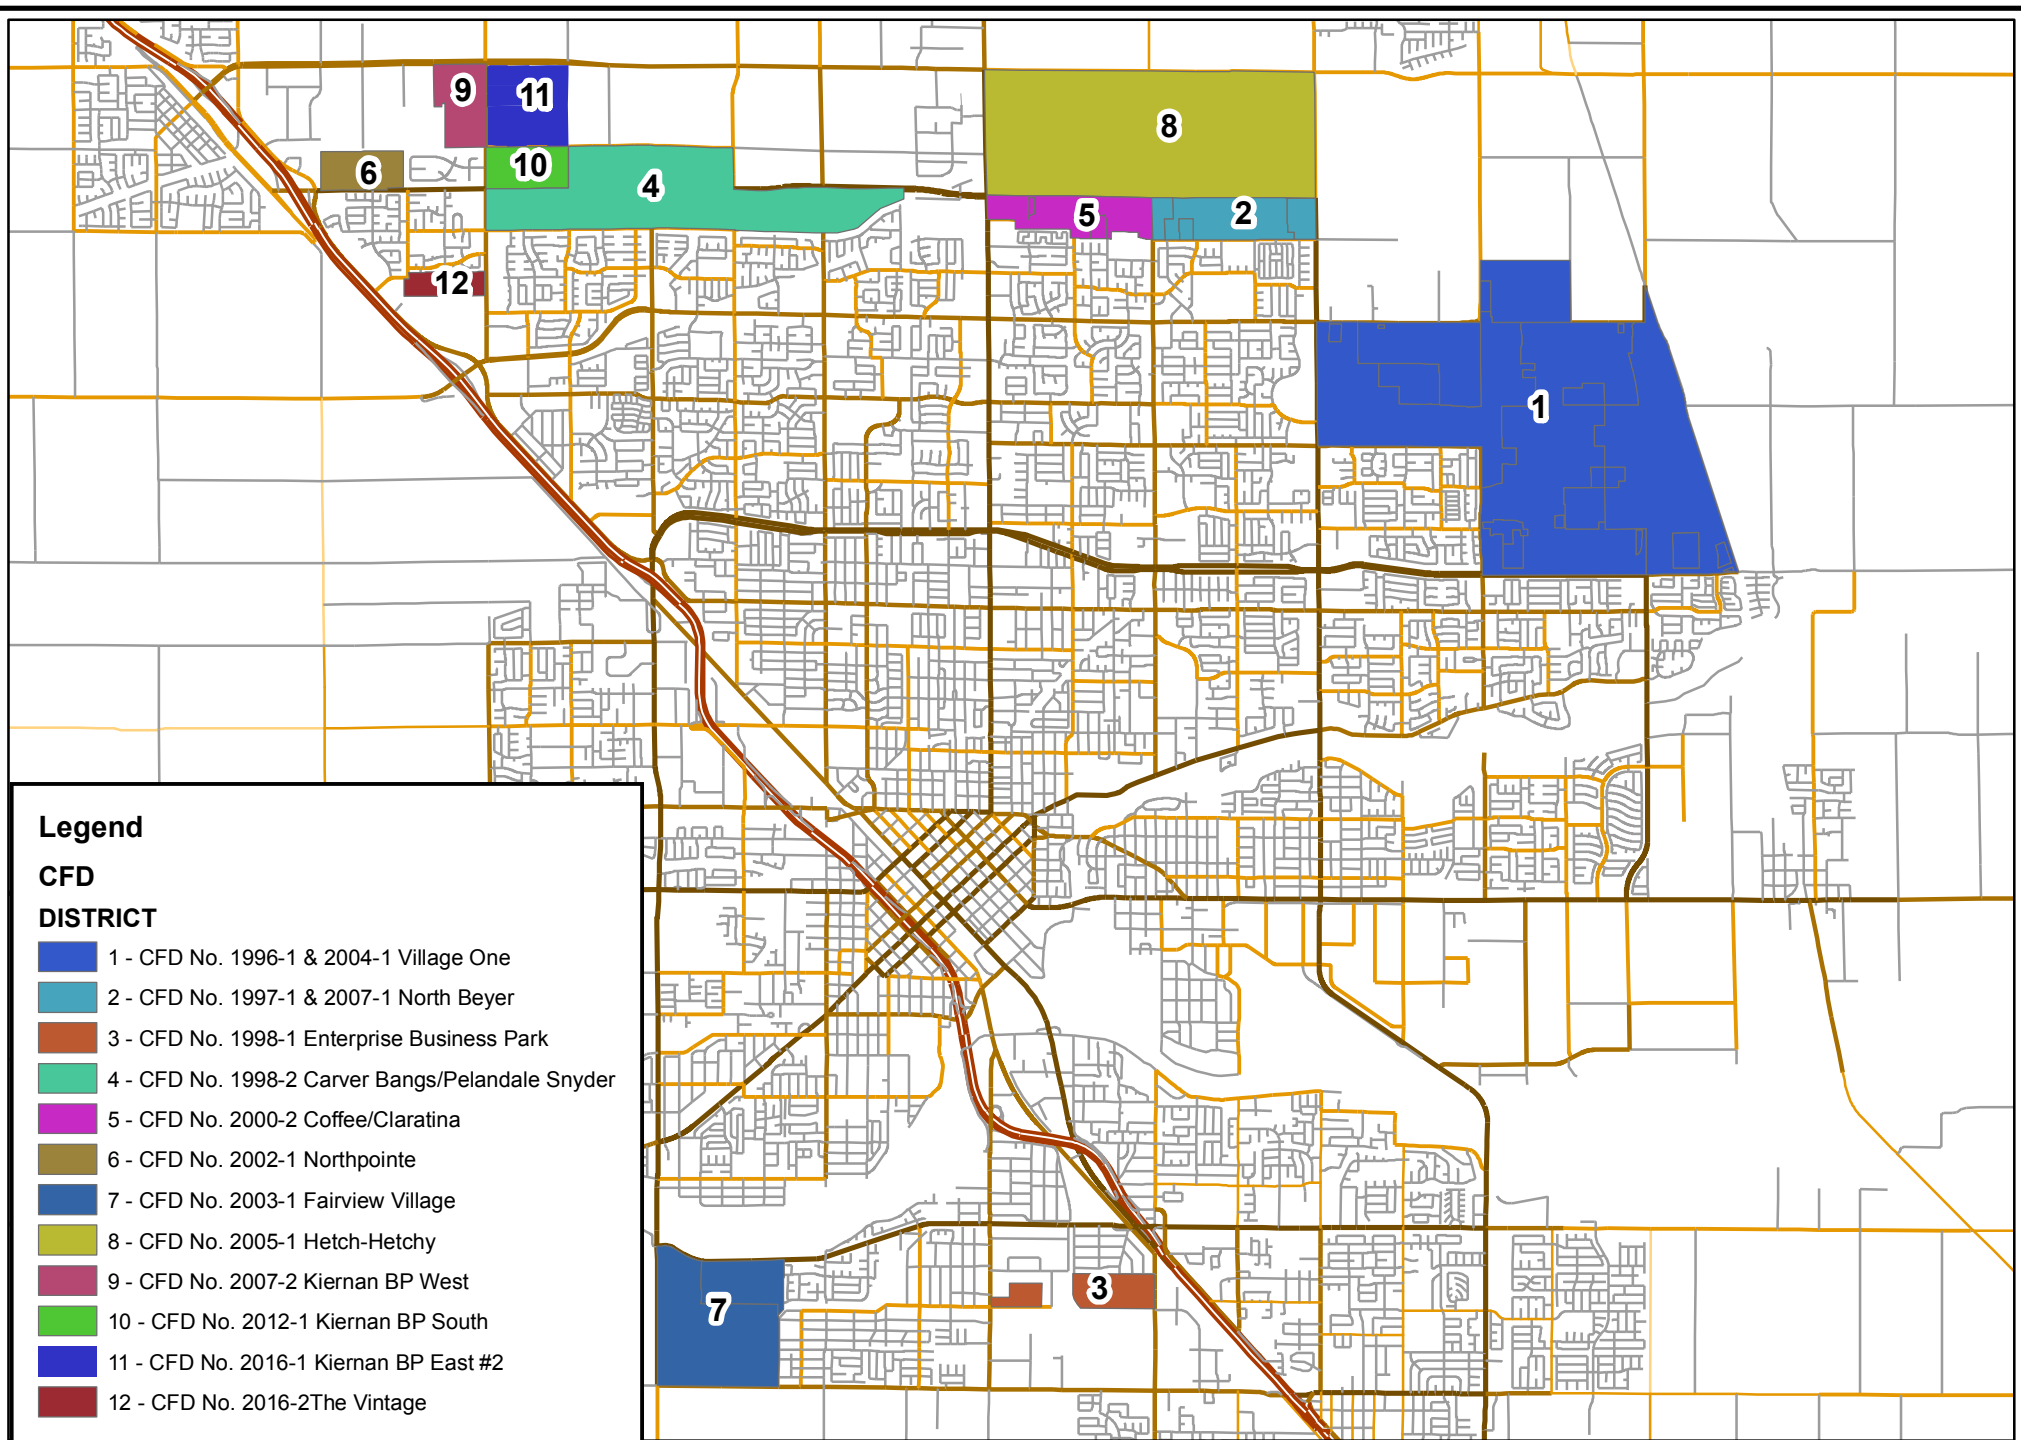 9
11
8
10
6
4
5
2
12
1
Legend
CFD
DISTRICT
1 - CFD No. 1996-1 & 2004-1 Village One
2 - CFD No. 1997-1 & 2007-1 North Beyer
3 - CFD No. 1998-1 Enterprise Business Park
4 - CFD No. 1998-2 Carver Bangs/Pelandale Snyder
5 - CFD No. 2000-2 Coffee/Claratina
6 - CFD No. 2002-1 Northpointe
7 - CFD No. 2003-1 Fairview Village
8 - CFD No. 2005-1 Hetch-Hetchy
9 - CFD No. 2007-2 Kiernan BP West
10 - CFD No. 2012-1 Kiernan BP South
11 - CFD No. 2016-1 Kiernan BP East #2
12 - CFD No. 2016-2The Vintage
3
7